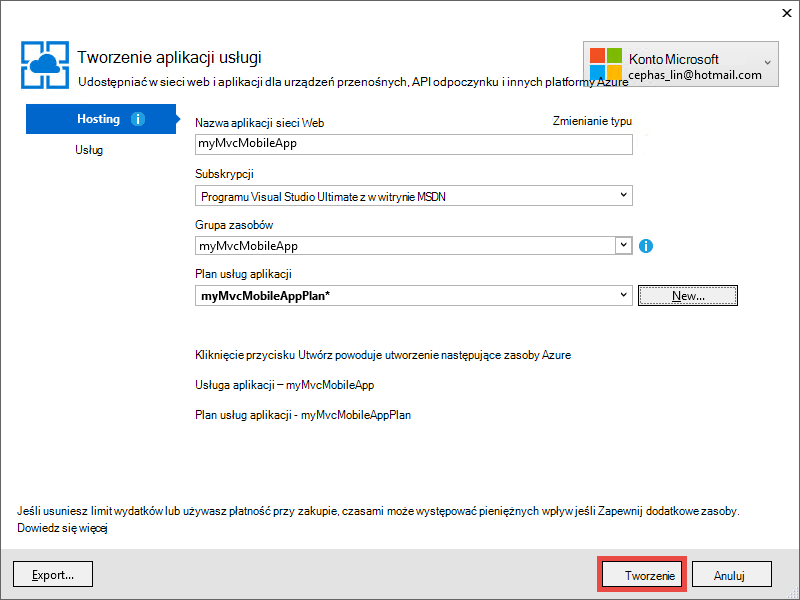 Tworzenie aplikacji usługi
Udostępniać w sieci web i aplikacji dla urządzeń przenośnych, API odpoczynku i innych platformy Azure
Konto Microsoft
cephas_lin@hotmail.com
Hosting
Usług
Nazwa aplikacji sieci Web
Zmienianie typu
myMvcMobileApp
Subskrypcji
Programu Visual Studio Ultimate z w witrynie MSDN
Grupa zasobów
myMvcMobileApp
Plan usług aplikacji
myMvcMobileAppPlan*
New...
Kliknięcie przycisku Utwórz powoduje utworzenie następujące zasoby Azure
Usługa aplikacji – myMvcMobileApp
Plan usług aplikacji - myMvcMobileAppPlan
Jeśli usuniesz limit wydatków lub używasz płatność przy zakupie, czasami może występować pieniężnych wpływ jeśli Zapewnij dodatkowe zasoby.
Dowiedz się więcej
Export...
Tworzenie
Anuluj